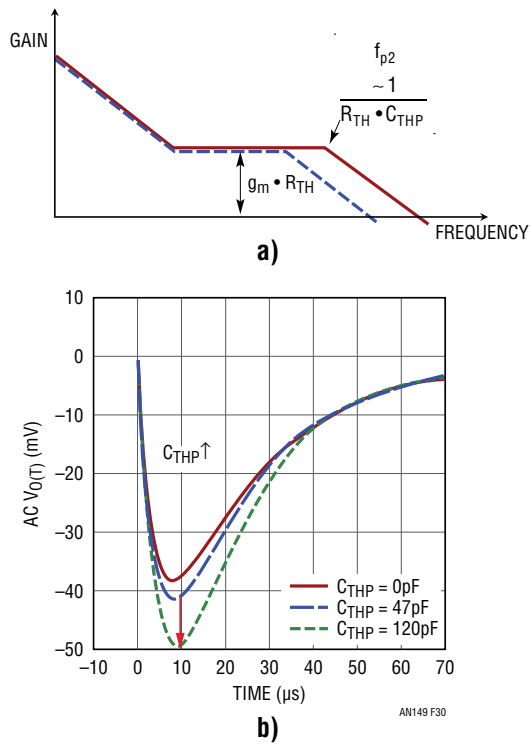 GAIN
fp2
~ 1
RTH • CTHP
gm • RTH
FREQUENCY
a)
10
0
–10
–20
–30
–40
–50
AC VO(T) (mV)
CTHP↑
CTHP = 0pF
CTHP = 47pF
CTHP = 120pF
–10 0 10 20 30 40 50 60 70
TIME (µs)
AN149 F30
b)